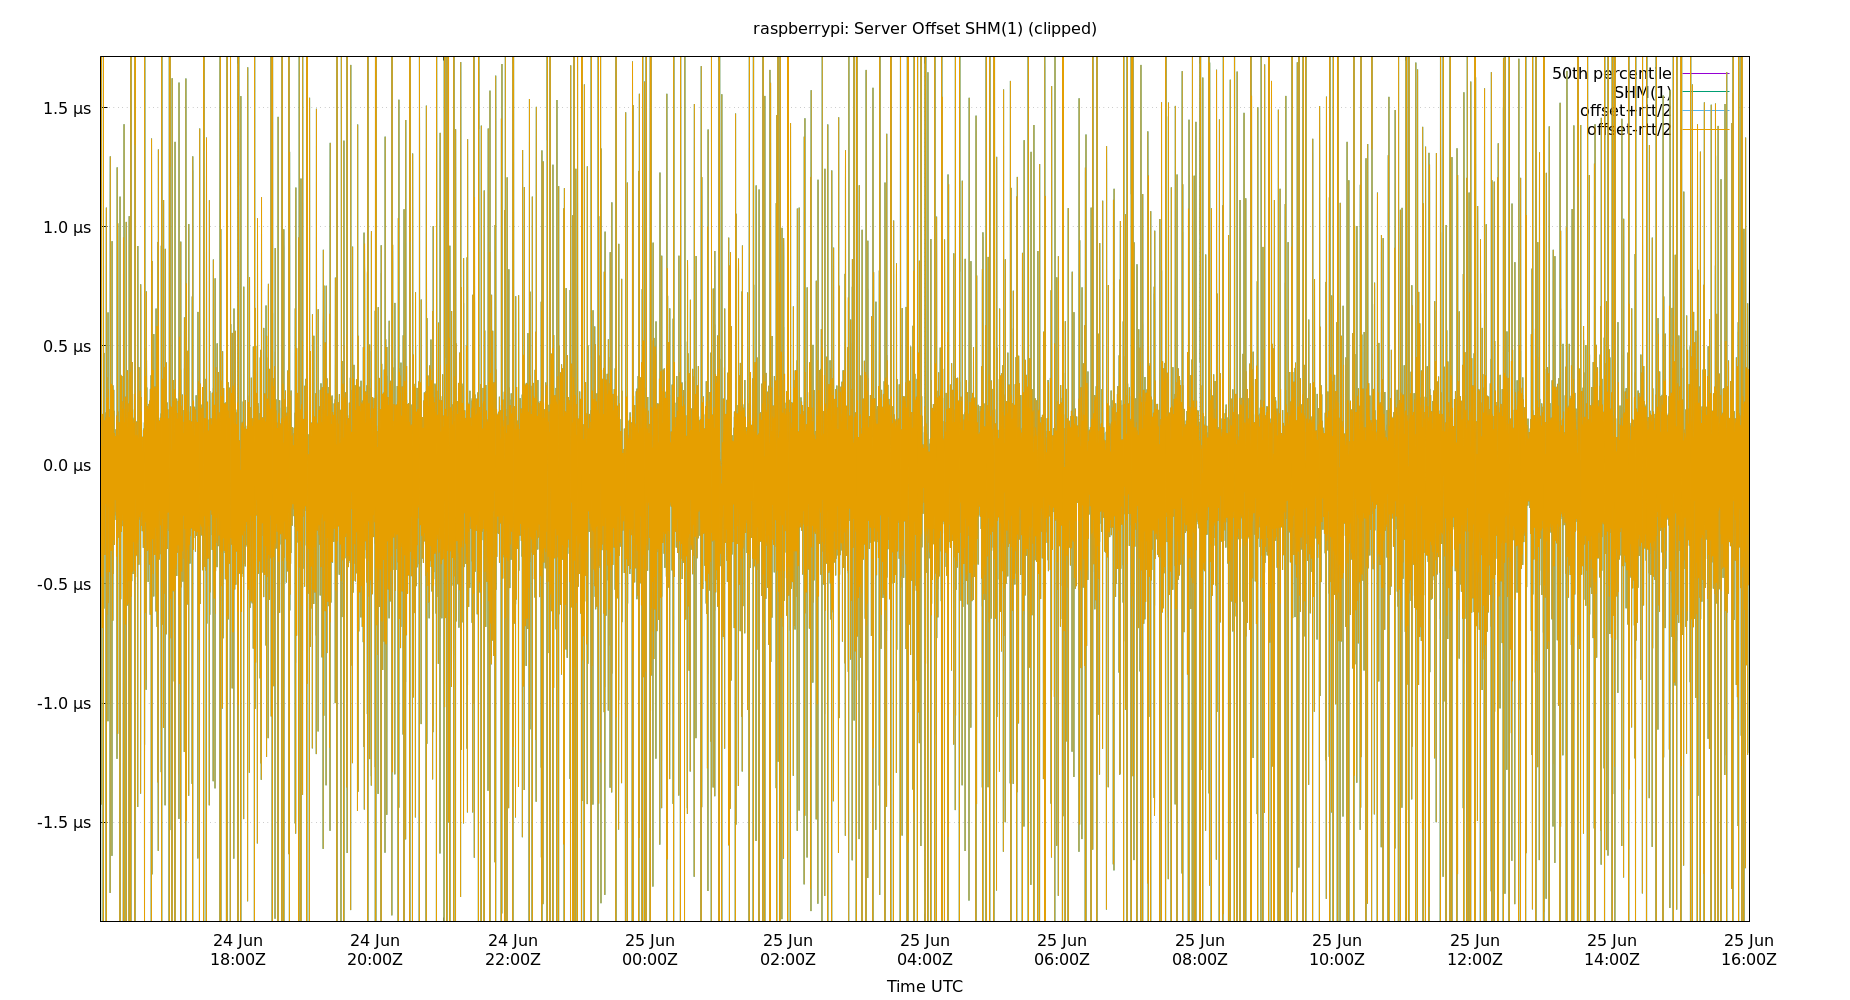 raspberrypi: Server Offset SHM(1) (clipped)
50th percentile
SHM(1)
offset+rtt/2
offset-rtt/2
1.5 µs
1.0 µs
0.5 µs
0.0 µs
-0.5 µs
-1.0 µs
-1.5 µs
24 Jun 24 Jun 24 Jun 25 Jun 25 Jun 25 Jun 25 Jun 25 Jun 25 Jun 25 Jun 25 Jun 25 Jun
18:00Z 20:00Z 22:00Z 00:00Z 02:00Z 04:00Z 06:00Z 08:00Z 10:00Z 12:00Z 14:00Z 16:00Z
Time UTC